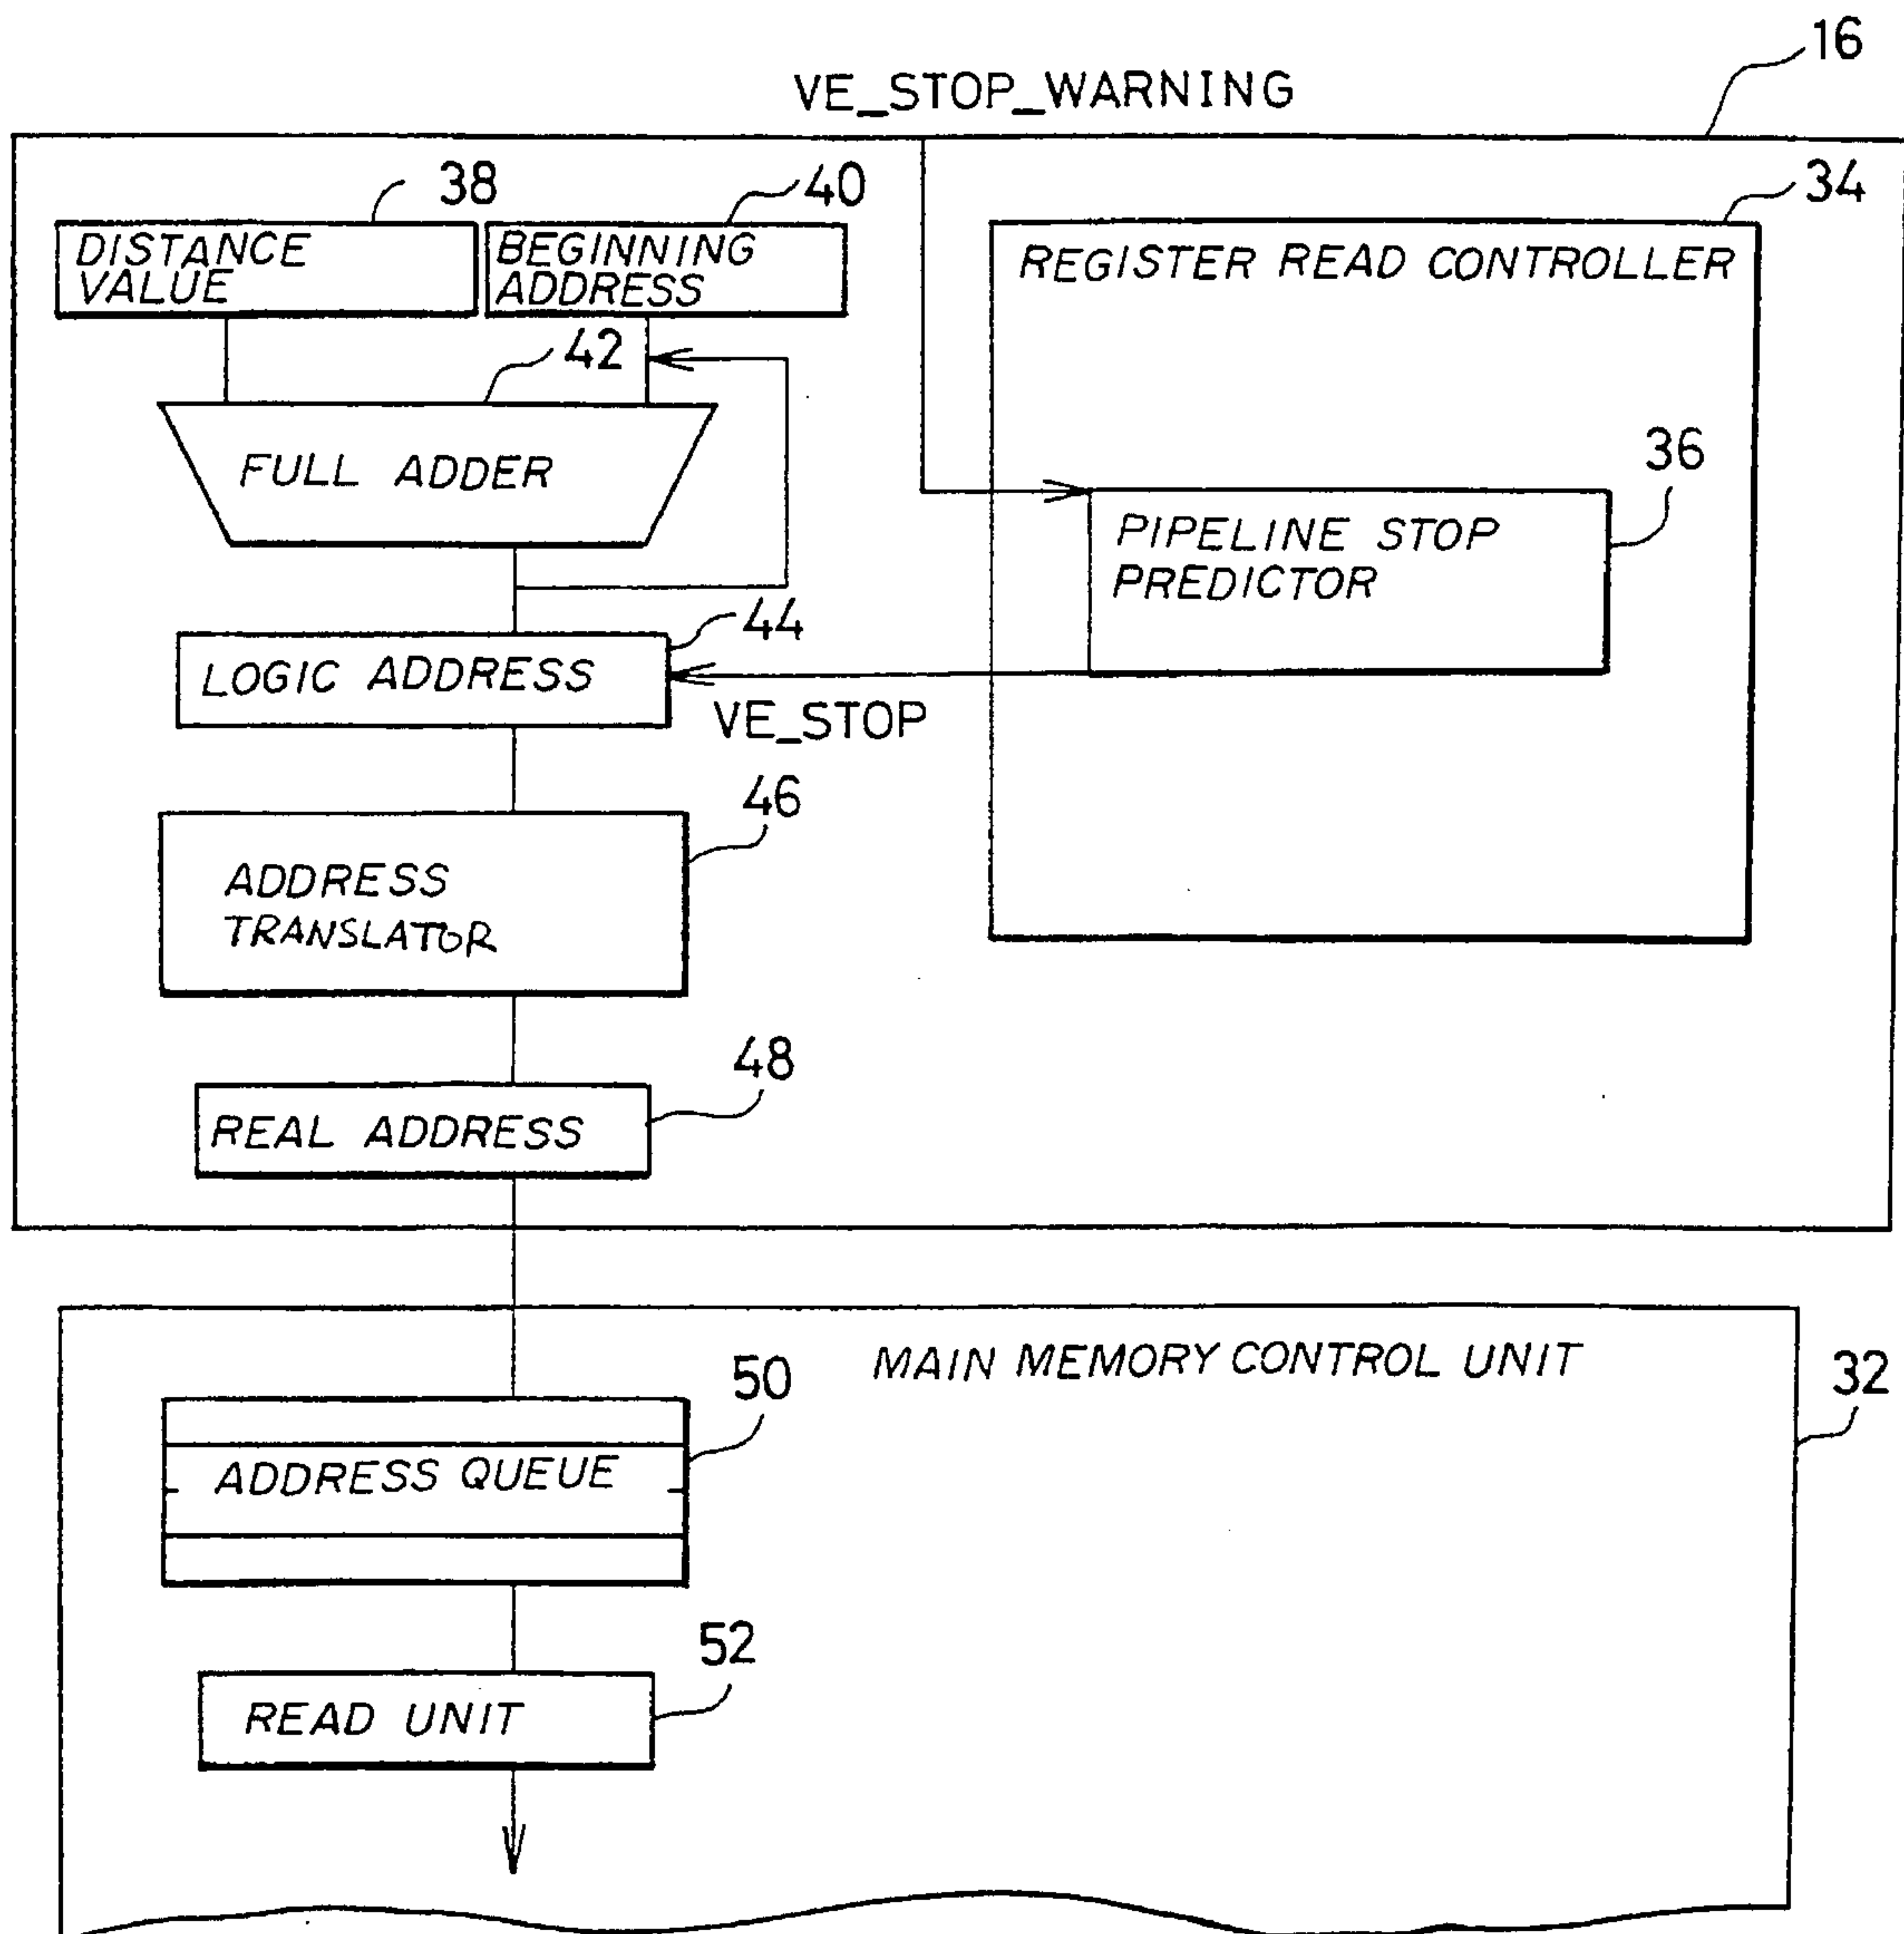 16
VE_STOP_WARNING
38
40
34
DISTANCE
VALUE
BEGINNING
ADDRESS
REGISTER READ CONTROLLER
42
FULL ADDER
36
PIPELINE STOP
PREDICTOR
44
LOGIC ADDRESS
VE_STOP
46
ADDRESS
TRANSLATOR
48
REAL ADDRESS
MAIN MEMORY CONTROL UNIT
32
50
ADDRESS QUEUE
52
READ UNIT